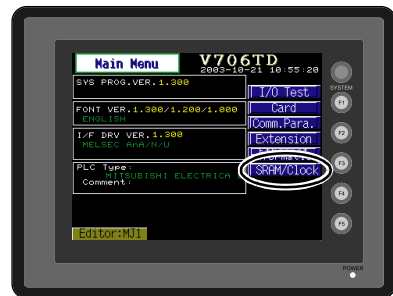 Main Menu
V706TD
2003-10-21 10:55:20
SYS PROG.VER.1.300
FONT VER.1.300/1.200/1.000
ENGLISH
I/F DRV VER.1.300
MELSEC AnA/N/U
PLC Type:
MITSUBISHI ELECTRICA
Comment:
I/O Test
Card
Comm.Para.
Extension
SRAM/Clock
Editor:MJ1
SYSTEM
F1
F2
F3
F4
F5
POWER